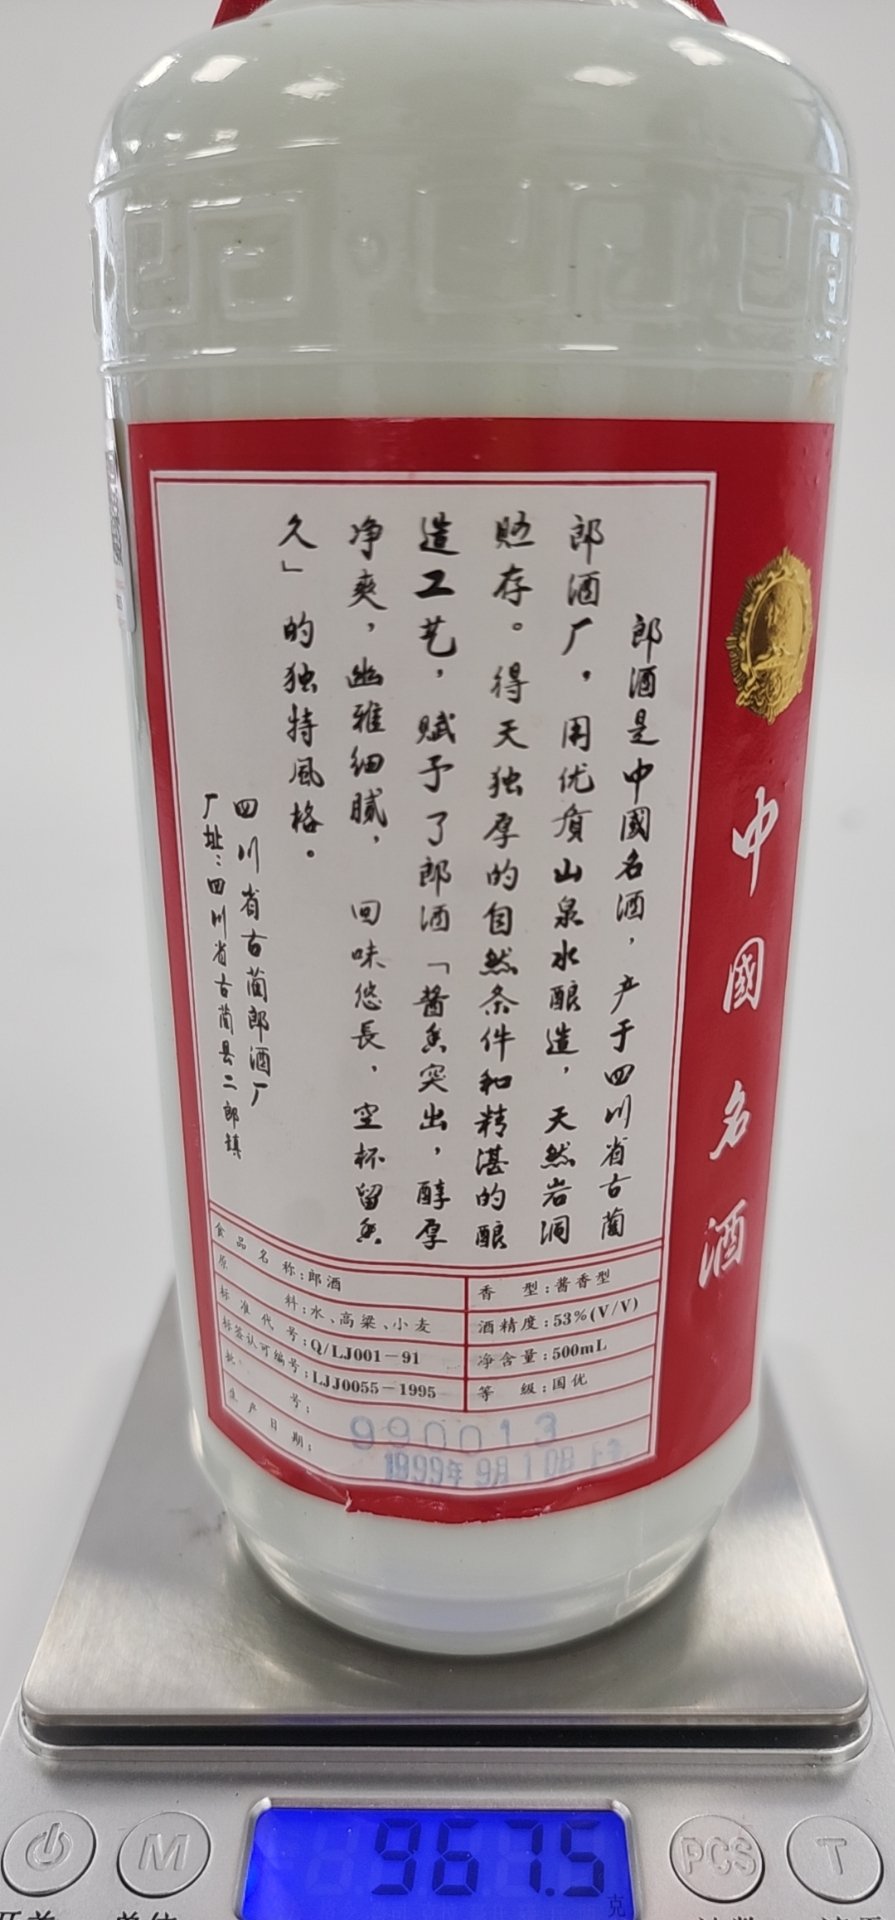 郎酒是中國名酒，产于四川省古蔺
郎酒厂，用优质山泉水酿造，天然岩洞
贮存。得天独厚的自然条件和精湛的酿
造工艺，赋予了郎酒「酱香突出，醇厚
净爽，幽雅细腻，回味悠長，空杯留香
久」的独特風格。
四川省古蔺郎酒厂
厂址：四川省古蔺县二郎镇
中國名酒
食品名称：郎酒
原料：水、高粱、小麦
标准代号：Q/LJ001－91
标签认可编号：LJJ0055－1995
批号：990013
生产日期：1999年9月10日
香型：酱香型
酒精度：53%(V/V)
净含量：500mL
等级：国优
M
967.5
克
PCS
T